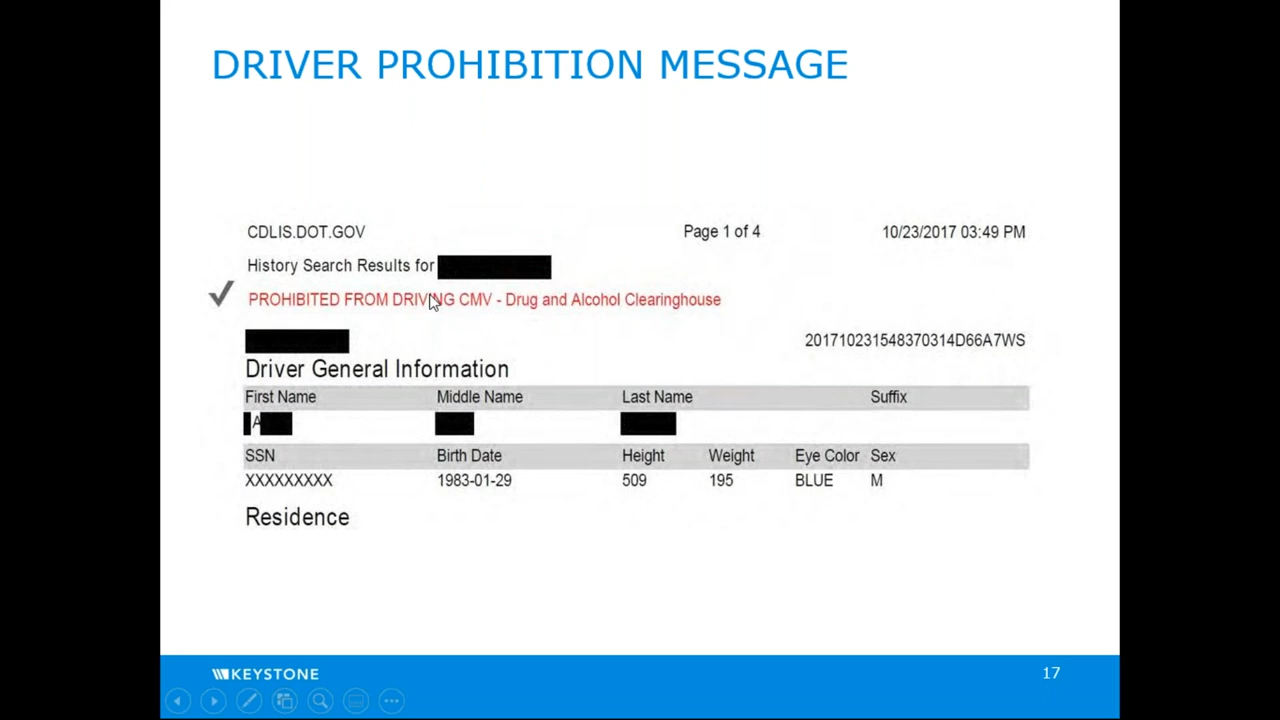 DRIVER PROHIBITION MESSAGE
CDLIS.DOT.GOV Page 1 of 4 10/23/2017 03:49 PM
History Search Results for
PROHIBITED FROM DRIVING CMV - Drug and Alcohol Clearinghouse
201710231548370314D66A7WS
Driver General Information
First Name Middle Name Last Name Suffix
A
SSN Birth Date Height Weight Eye Color Sex
XXXXXXXXX 1983-01-29 509 195 BLUE M
Residence
KEYSTONE 17